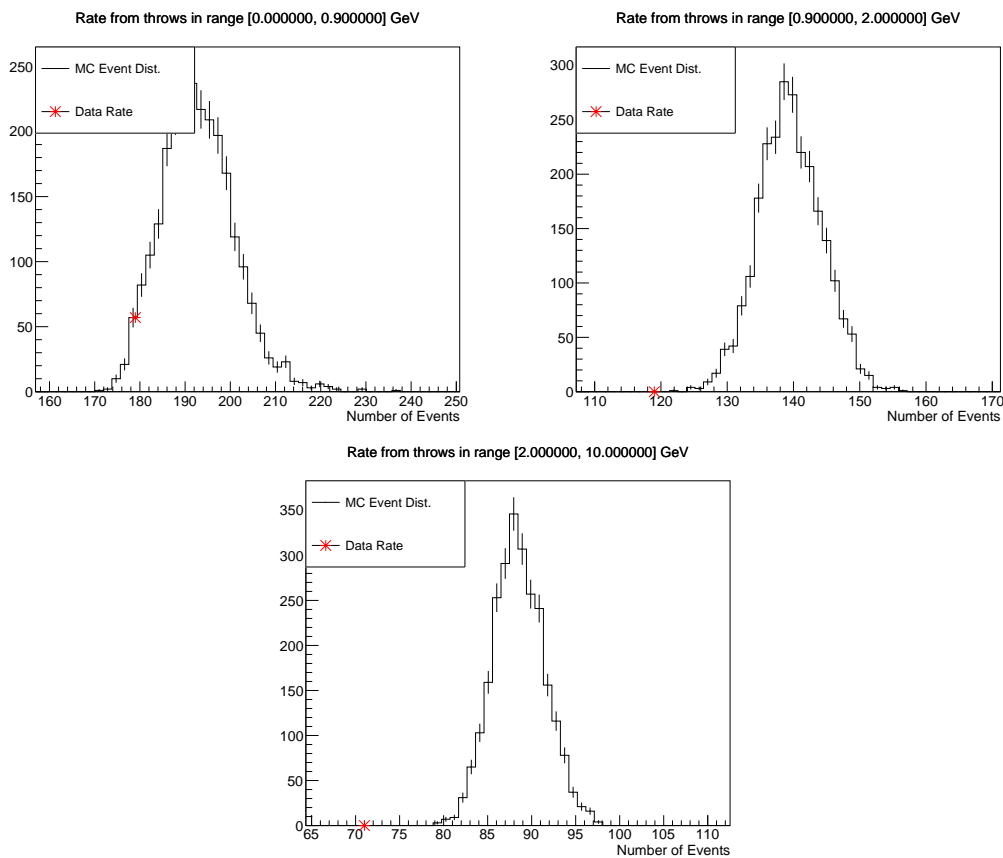 Rate from throws in range [0.000000, 0.900000] GeV
MC Event Dist.
Data Rate
250
200
150
100
50
0
160 170 180 190 200 210 220 230 240 250
Number of Events
Rate from throws in range [0.900000, 2.000000] GeV
MC Event Dist.
Data Rate
300
250
200
150
100
50
0
110 120 130 140 150 160 170
Number of Events
Rate from throws in range [2.000000, 10.000000] GeV
MC Event Dist.
Data Rate
350
300
250
200
150
100
50
0
65 70 75 80 85 90 95 100 105 110
Number of Events